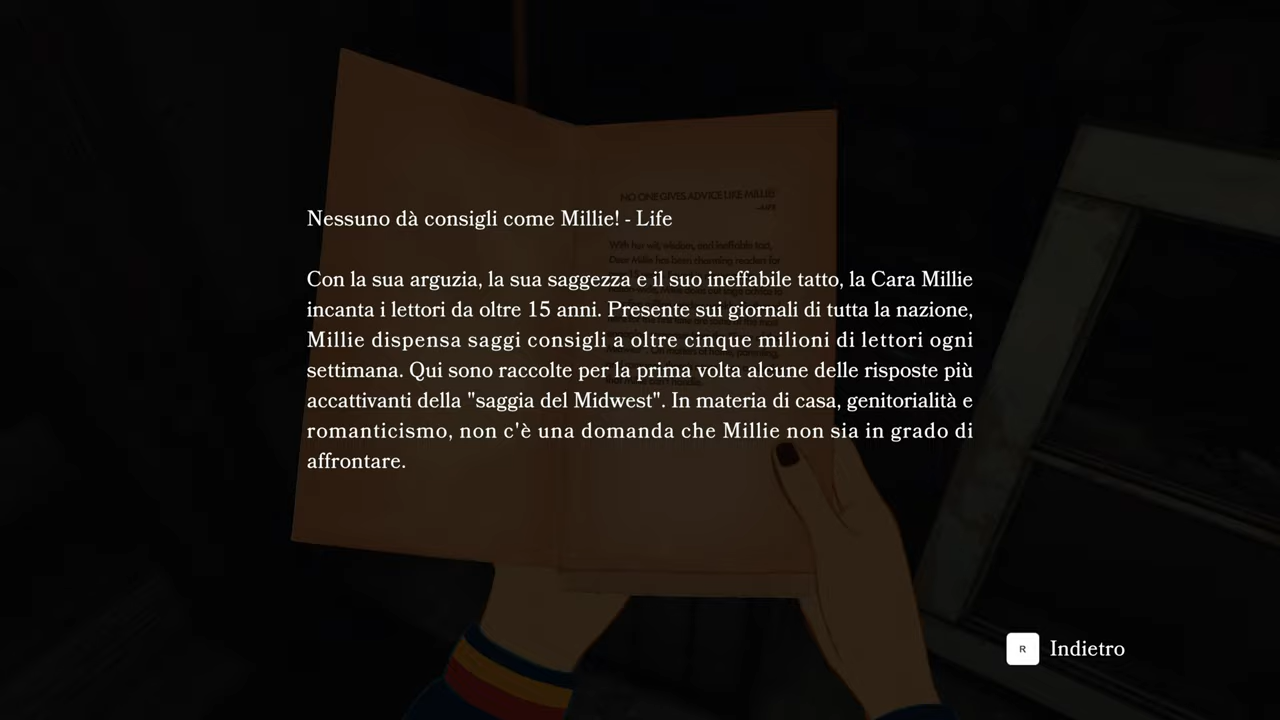 Nessuno dà consigli come Millie! - Life
Con la sua arguzia, la sua saggezza e il suo ineffabile tatto, la Cara Millie
incanta i lettori da oltre 15 anni. Presente sui giornali di tutta la nazione,
Millie dispensa saggi consigli a oltre cinque milioni di lettori ogni
settimana. Qui sono raccolte per la prima volta alcune delle risposte più
accattivanti della "saggia del Midwest". In materia di casa, genitorialità e
romanticismo, non c'è una domanda che Millie non sia in grado di
affrontare.
NO ONE GIVES ADVICE LIKE MILLIE!
With her wit, wisdom, and ineffable tact,
Dear Millie has been charming readers for
R Indietro